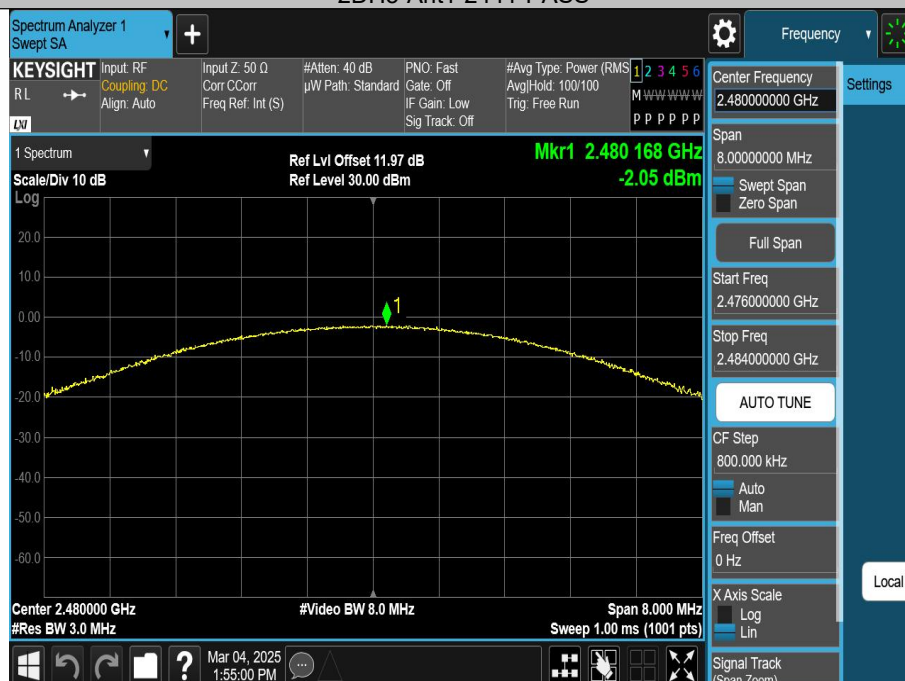 Spectrum Analyzer 1
Swept SA
+
Frequency
KEYSIGHT
RL
LXI
Input: RF
Coupling: DC
Align: Auto
Input Z: 50 Ω
Corr CCorr
Freq Ref: Int (S)
#Atten: 40 dB
µW Path: Standard
PNO: Fast
Gate: Off
IF Gain: Low
Sig Track: Off
#Avg Type: Power (RMS
Avg|Hold: 100/100
Trig: Free Run
1 2 3 4 5 6
M W W W W W
P P P P P P
1 Spectrum
Scale/Div 10 dB
Log
Ref Lvl Offset 11.97 dB
Ref Level 30.00 dBm
Mkr1 2.480 168 GHz
-2.05 dBm
20.0
10.0
0.00
-10.0
-20.0
-30.0
-40.0
-50.0
-60.0
1
Center 2.480000 GHz
#Res BW 3.0 MHz
#Video BW 8.0 MHz
Span 8.000 MHz
Sweep 1.00 ms (1001 pts)
?
Mar 04, 2025
1:55:00 PM
Center Frequency
2.480000000 GHz
Span
8.00000000 MHz
Swept Span
Zero Span
Full Span
Start Freq
2.476000000 GHz
Stop Freq
2.484000000 GHz
AUTO TUNE
CF Step
800.000 kHz
Auto
Man
Freq Offset
0 Hz
X Axis Scale
Log
Lin
Signal Track
(Span Zoom)
Settings
Local